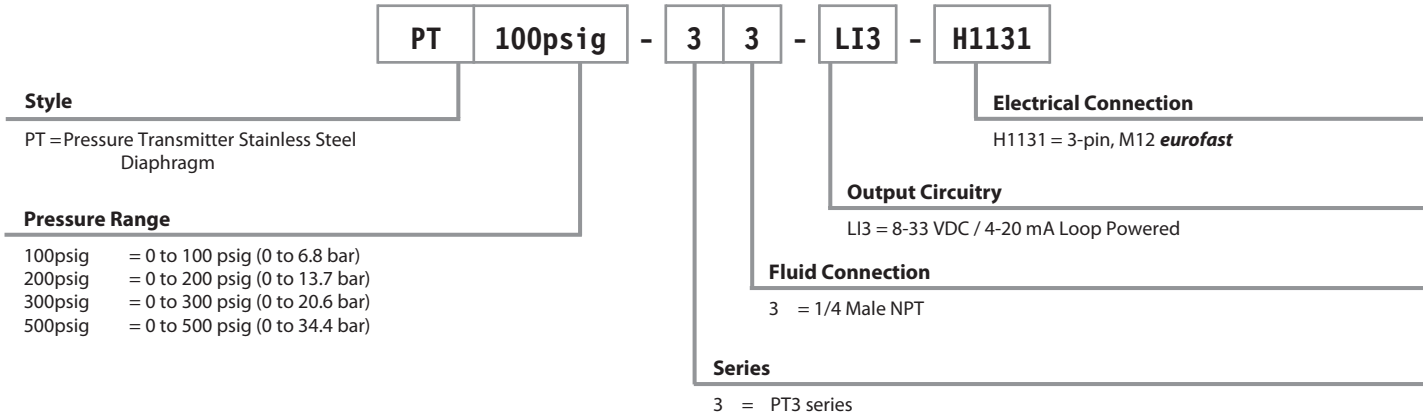 PT 100psig - 3 3 - LI3 - H1131
Style
PT =Pressure Transmitter Stainless Steel
Diaphragm
Pressure Range
100psig = 0 to 100 psig (0 to 6.8 bar)
200psig = 0 to 200 psig (0 to 13.7 bar)
300psig = 0 to 300 psig (0 to 20.6 bar)
500psig = 0 to 500 psig (0 to 34.4 bar)
Electrical Connection
H1131 = 3-pin, M12 eurofast
Output Circuitry
LI3 = 8-33 VDC / 4-20 mA Loop Powered
Fluid Connection
3 = 1/4 Male NPT
Series
3 = PT3 series